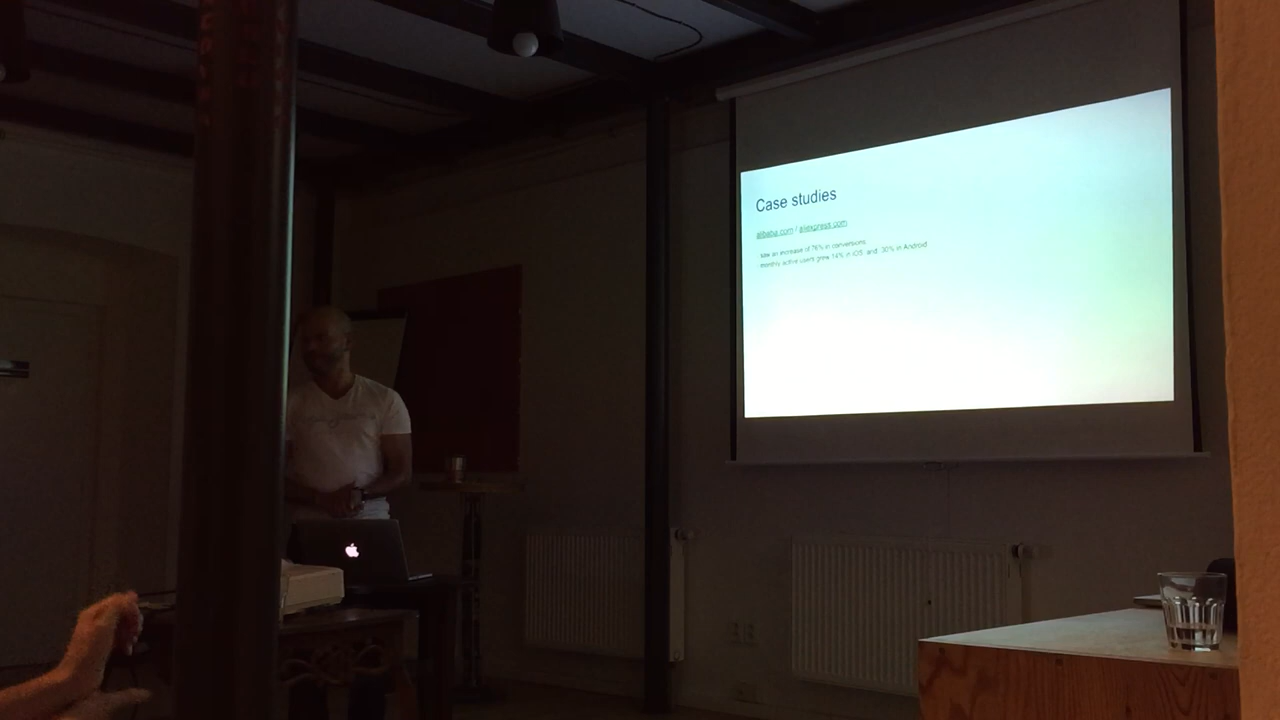 Case studies
alibaba.com / aliexpress.com
saw an increase of 76% in conversions
monthly active users grew 14% in iOS and 30% in Android